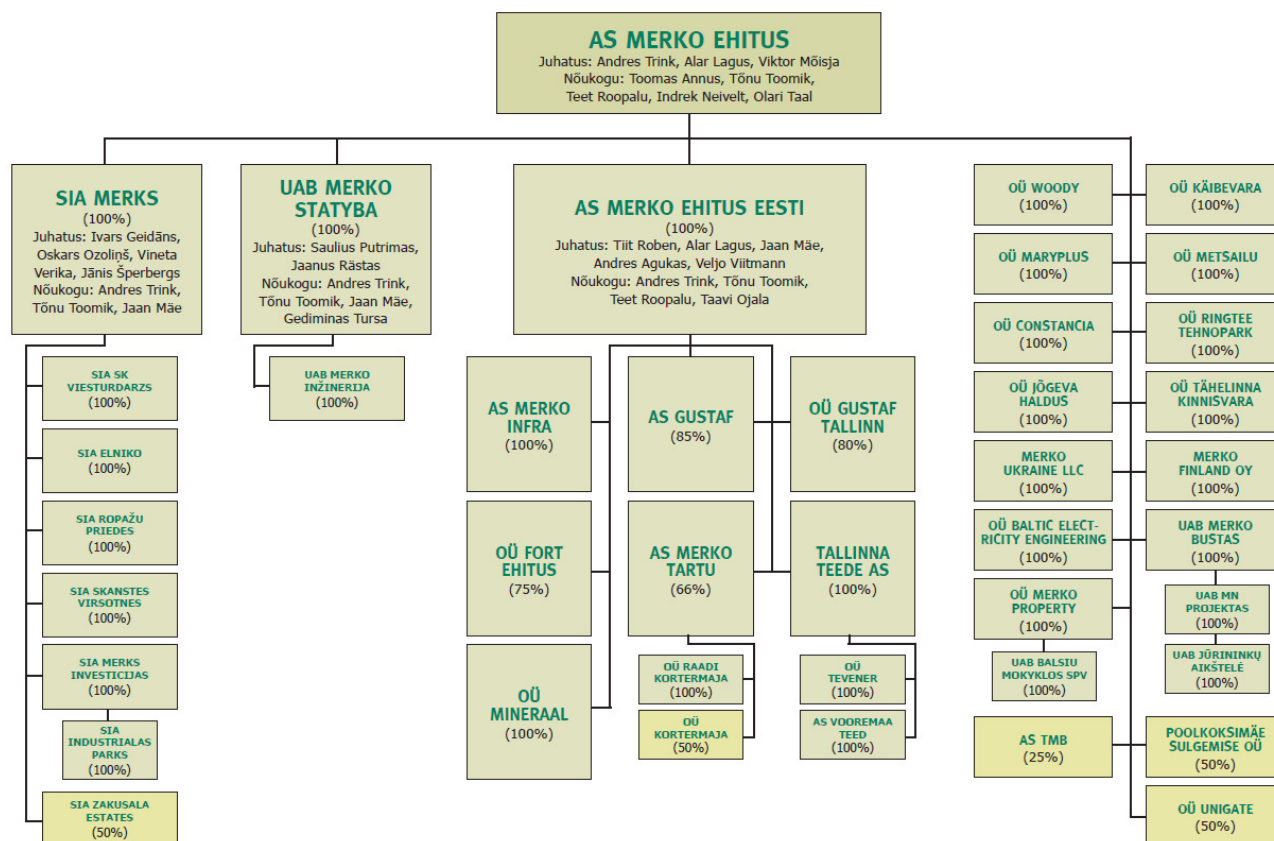 AS MERKO EHITUS
Juhatus: Andres Trink, Alar Lagus, Viktor Mõisja
Nõukogu: Toomas Annus, Tõnu Toomik,
Teet Roopalu, Indrek Neivelt, Olari Taal
SIA MERKS
(100%)
Juhatus: Ivars Geidāns,
Oskars Ozoliņš, Vineta
Verika, Jānis Šperbergs
Nõukogu: Andres Trink,
Tõnu Toomik, Jaan Mäe
UAB MERKO
STATYBA
(100%)
Juhatus: Saulius Putrimas,
Jaanus Rästas
Nõukogu: Andres Trink,
Tõnu Toomik, Jaan Mäe,
Gediminas Tursa
AS MERKO EHITUS EESTI
(100%)
Juhatus: Tiit Roben, Alar Lagus, Jaan Mäe,
Andres Agukas, Veljo Viitmann
Nõukogu: Andres Trink, Tõnu Toomik,
Teet Roopalu, Taavi Ojala
SIA SK
VIESTURDARZS
(100%)
SIA ELNIKO
(100%)
SIA ROPAŽU
PRIEDES
(100%)
SIA SKANSTES
VIRSOTNES
(100%)
SIA MERKS
INVESTICIJAS
(100%)
SIA
INDUSTRIALAS
PARKS
(100%)
SIA ZAKUSALA
ESTATES
(50%)
UAB MERKO
INŽINERIJA
(100%)
AS MERKO
INFRA
(100%)
AS GUSTAF
(85%)
OÜ GUSTAF
TALLINN
(80%)
OÜ FORT
EHITUS
(75%)
AS MERKO
TARTU
(66%)
TALLINNA
TEEDE AS
(100%)
OÜ
MINERAAL
(100%)
OÜ RAADI
KORTERMAJA
(100%)
OÜ
KORTERMAJA
(50%)
OÜ
TEVENER
(100%)
AS VOOREMAA
TEED
(100%)
OÜ WOODY
(100%)
OÜ KÄIBEVARA
(100%)
OÜ MARYPLUS
(100%)
OÜ METSAILU
(100%)
OÜ CONSTANCIA
(100%)
OÜ RINGTEE
TEHNOPARK
(100%)
OÜ JÕGEVA
HALDUS
(100%)
OÜ TÄHELINNA
KINNISVARA
(100%)
MERKO
UKRAINE LLC
(100%)
MERKO
FINLAND OY
(100%)
OÜ BALTIC ELECT-
RICITY ENGINEERING
(100%)
UAB MERKO
BUSTAS
(100%)
OÜ MERKO
PROPERTY
(100%)
UAB MN
PROJEKTAS
(100%)
UAB BALSIU
MOKYKLOS SPV
(100%)
UAB JŪRININKŲ
AIKŠTELĖ
(100%)
AS TMB
(25%)
POOLKOKSIMÄE
SULGEMISE OÜ
(50%)
OÜ UNIGATE
(50%)